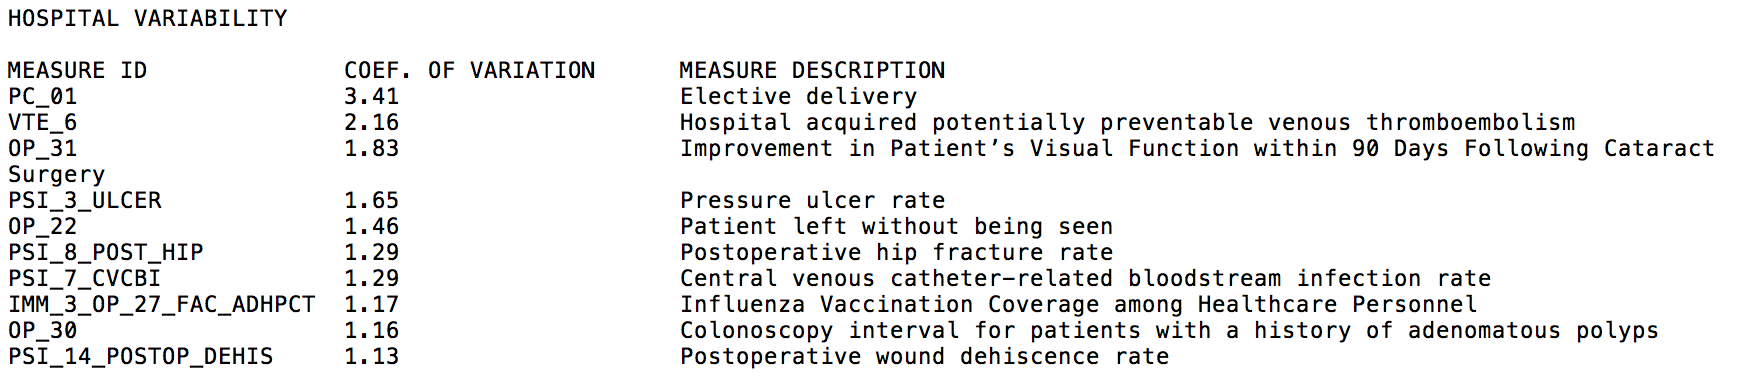 HOSPITAL VARIABILITY
MEASURE ID COEF. OF VARIATION MEASURE DESCRIPTION
PC_01 3.41 Elective delivery
VTE_6 2.16 Hospital acquired potentially preventable venous thromboembolism
OP_31 1.83 Improvement in Patient’s Visual Function within 90 Days Following Cataract
Surgery
PSI_3_ULCER 1.65 Pressure ulcer rate
OP_22 1.46 Patient left without being seen
PSI_8_POST_HIP 1.29 Postoperative hip fracture rate
PSI_7_CVCBI 1.29 Central venous catheter-related bloodstream infection rate
IMM_3_OP_27_FAC_ADHPCT 1.17 Influenza Vaccination Coverage among Healthcare Personnel
OP_30 1.16 Colonoscopy interval for patients with a history of adenomatous polyps
PSI_14_POSTOP_DEHIS 1.13 Postoperative wound dehiscence rate